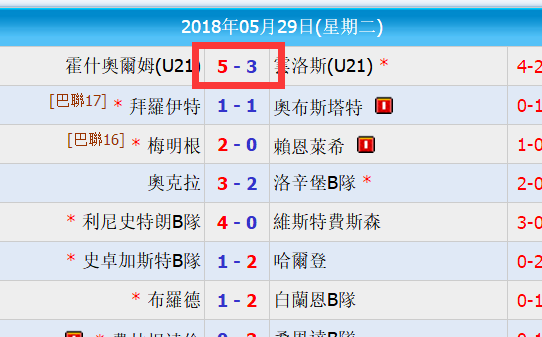 2018年05月29日(星期二)
霍什奧爾姆(U21) 5 - 3 雲洛斯(U21) * 4-2
[巴聯17] * 拜羅伊特 1 - 1 奧布斯塔特 0-1
[巴聯16] * 梅明根 2 - 0 賴恩萊希 1-0
奧克拉 3 - 2 洛辛堡B隊 * 2-0
* 利尼史特朗B隊 4 - 0 維斯特費斯森 3-0
* 史卓加斯特B隊 1 - 2 哈爾登 0-2
* 布羅德 1 - 2 白蘭恩B隊 0-1